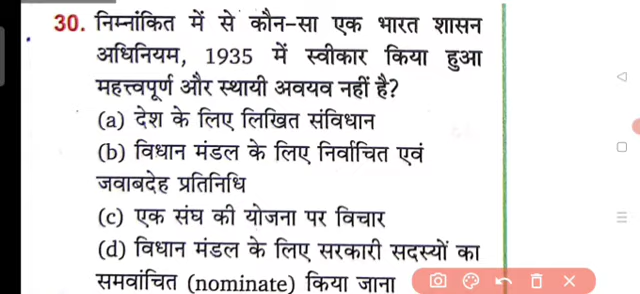 30. निम्नांकित में से कौन-सा एक भारत शासन
अधिनियम, 1935 में स्वीकार किया हुआ
महत्त्वपूर्ण और स्थायी अवयव नहीं है?
(a) देश के लिए लिखित संविधान
(b) विधान मंडल के लिए निर्वाचित एवं
जवाबदेह प्रतिनिधि
(c) एक संघ की योजना पर विचार
(d) विधान मंडल के लिए सरकारी सदस्यों का
समवांचित (nominate) किया जाना